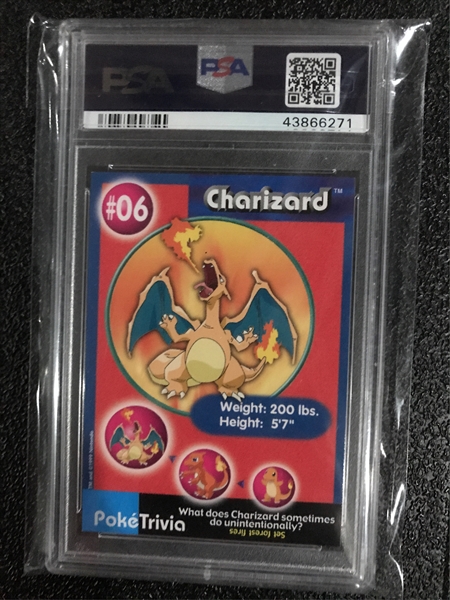 PSA
PSA
43866271
#06
Charizard ™
Weight: 200 lbs.
Height: 5'7"
PokéTrivia
What does Charizard sometimes
do unintentionally?
Set forest fires